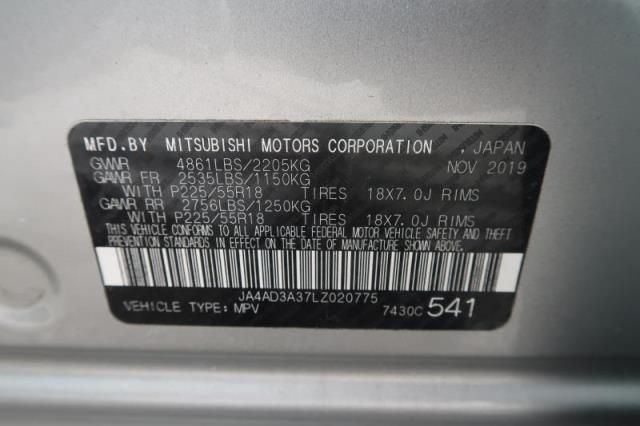 MFD.BY MITSUBISHI MOTORS CORPORATION , JAPAN
GVWR 4861LBS/2205KG NOV 2019
GAWR FR 2535LBS/1150KG
WITH P225/55R18 TIRES 18X7.0J RIMS
GAWR RR 2756LBS/1250KG
WITH P225/55R18 TIRES 18X7.0J RIMS
THIS VEHICLE CONFORMS TO ALL APPLICABLE FEDERAL MOTOR VEHICLE SAFETY AND THEFT
PREVENTION STANDARDS IN EFFECT ON THE DATE OF MANUFACTURE SHOWN ABOVE.
JA4AD3A37LZ020775
VEHICLE TYPE: MPV 7430C 541